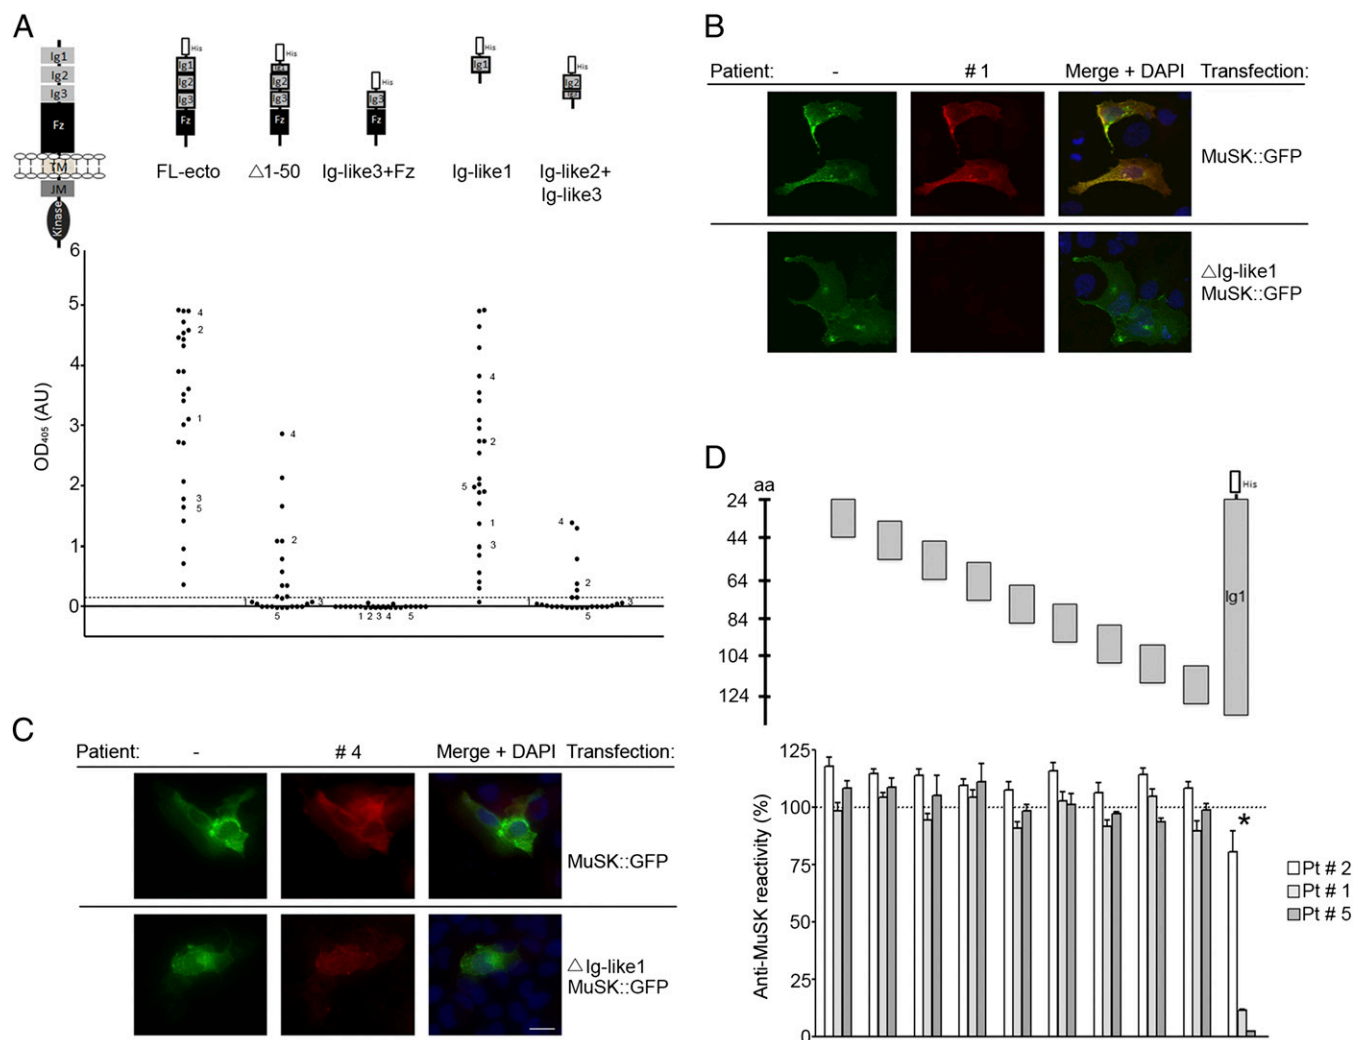 A
Ig1
Ig2
Ig3
Fz
TM
JM
Kinase
His
Ig1
Ig2
Ig3
Fz
FL-ecto
His
Ig2
Ig3
Fz
△1-50
His
Ig3
Fz
Ig-like3+Fz
His
Ig1
Ig-like1
His
Ig2
Ig-like2+
Ig-like3
OD405 (AU)
6
5
4
3
2
1
0
4
2
1
3
5
4
2
1
3
5
1 2 3 4 5
4
2
5
1
3
4
2
1
3
5
B
Patient: - # 1 Merge + DAPI Transfection:
MuSK::GFP
△Ig-like1
MuSK::GFP
C
Patient: - # 4 Merge + DAPI Transfection:
MuSK::GFP
△Ig-like1
MuSK::GFP
D
aa
24
44
64
84
104
124
His
Ig1
Anti-MuSK reactivity (%)
125
100
75
50
25
0
*
Pt # 2
Pt # 1
Pt # 5